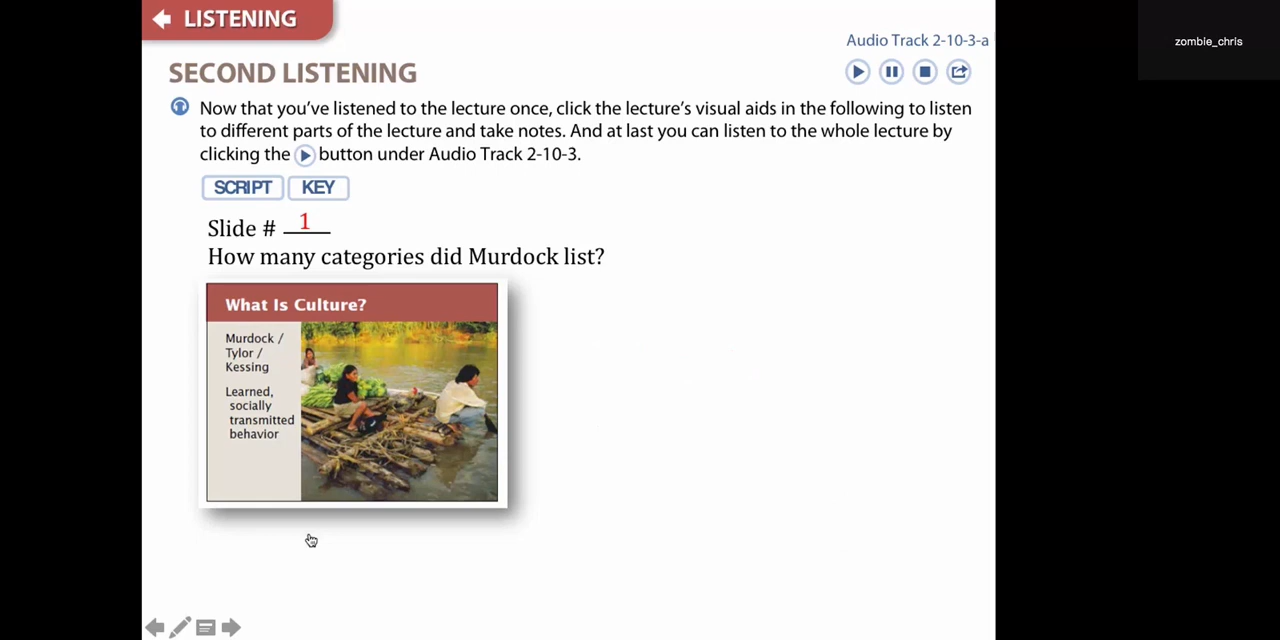 LISTENING
zombie_chris
Audio Track 2-10-3-a
SECOND LISTENING
Now that you've listened to the lecture once, click the lecture's visual aids in the following to listen
to different parts of the lecture and take notes. And at last you can listen to the whole lecture by
clicking the button under Audio Track 2-10-3.
SCRIPT KEY
Slide # 1
How many categories did Murdock list?
What Is Culture?
Murdock /
Tylor /
Kessing
Learned,
socially
transmitted
behavior